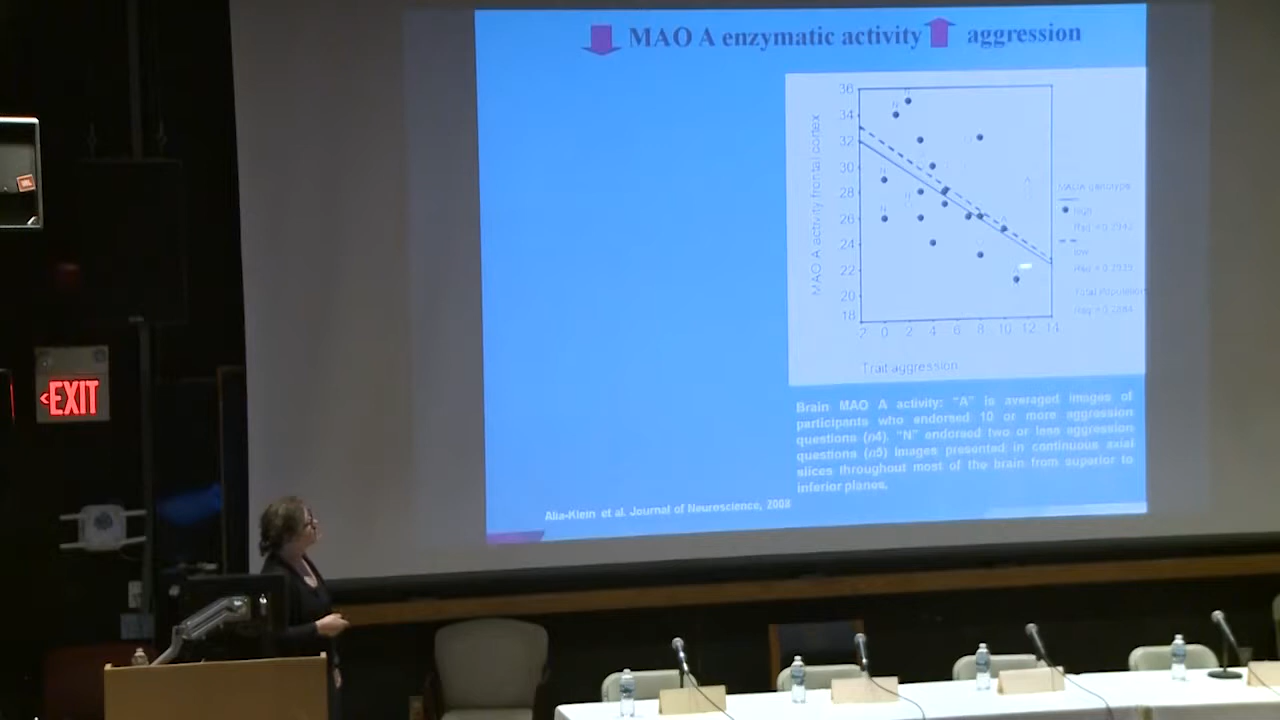 MAO A enzymatic activity aggression
36
34
32
30
28
26
24
22
20
18
-2 0 2 4 6 8 10 12 14
MAO A activity frontal cortex
Trait aggression
MAOA genotype
high
low
Total Population
Brain MAO A activity: "A" is averaged images of
participants who endorsed 10 or more aggression
questions (n4). "N" endorsed two or less aggression
questions (n5) Images presented in continuous axial
slices throughout most of the brain from superior to
inferior planes.
Alia-Klein et al. Journal of Neuroscience, 2008
<EXIT